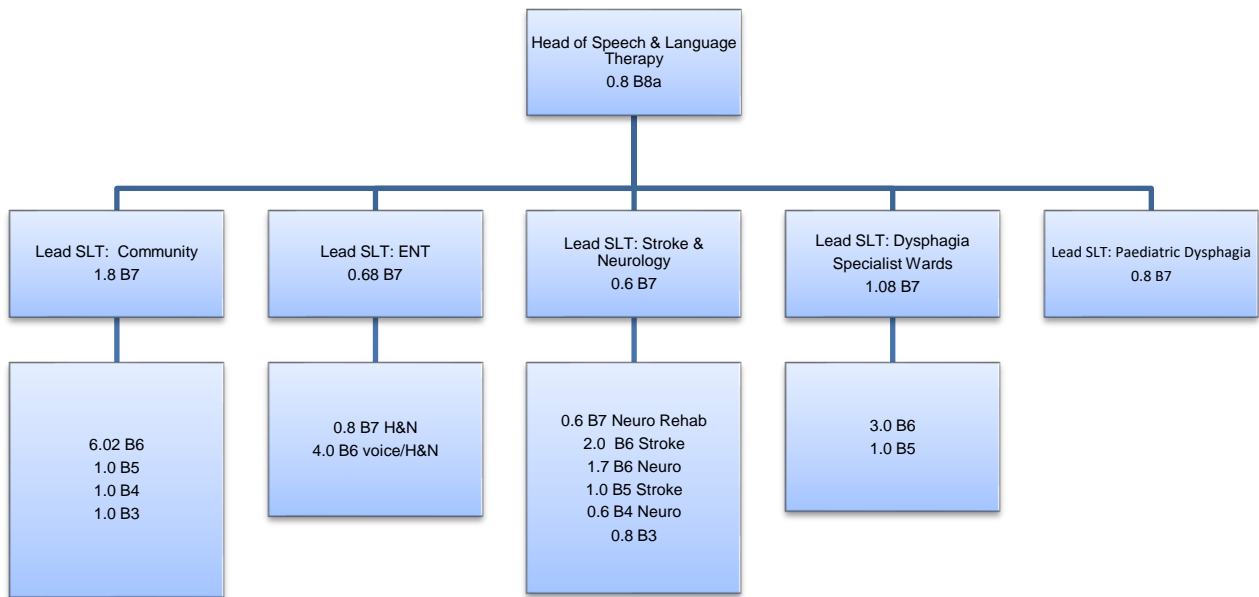 Head of Speech & Language
Therapy
0.8 B8a
Lead SLT: Community
1.8 B7
Lead SLT: ENT
0.68 B7
Lead SLT: Stroke &
Neurology
0.6 B7
Lead SLT: Dysphagia
Specialist Wards
1.08 B7
Lead SLT: Paediatric Dysphagia
0.8 B7
6.02 B6
1.0 B5
1.0 B4
1.0 B3
0.8 B7 H&N
4.0 B6 voice/H&N
0.6 B7 Neuro Rehab
2.0 B6 Stroke
1.7 B6 Neuro
1.0 B5 Stroke
0.6 B4 Neuro
0.8 B3
3.0 B6
1.0 B5